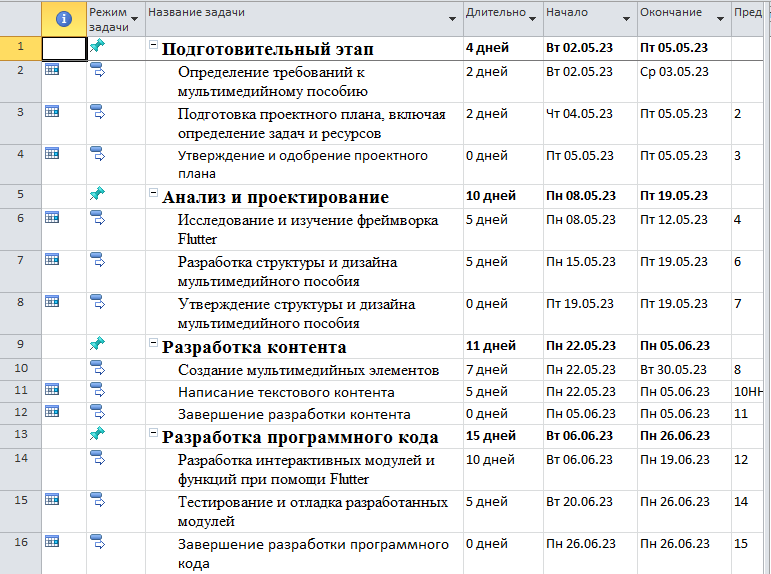 Режим задачи Название задачи Длительно Начало Окончание Пред
1 Подготовительный этап 4 дней Вт 02.05.23 Пт 05.05.23
2 Определение требований к мультимедийному пособию 2 дней Вт 02.05.23 Ср 03.05.23
3 Подготовка проектного плана, включая определение задач и ресурсов 2 дней Чт 04.05.23 Пт 05.05.23 2
4 Утверждение и одобрение проектного плана 0 дней Пт 05.05.23 Пт 05.05.23 3
5 Анализ и проектирование 10 дней Пн 08.05.23 Пт 19.05.23
6 Исследование и изучение фреймворка Flutter 5 дней Пн 08.05.23 Пт 12.05.23 4
7 Разработка структуры и дизайна мультимедийного пособия 5 дней Пн 15.05.23 Пт 19.05.23 6
8 Утверждение структуры и дизайна мультимедийного пособия 0 дней Пт 19.05.23 Пт 19.05.23 7
9 Разработка контента 11 дней Пн 22.05.23 Пн 05.06.23
10 Создание мультимедийных элементов 7 дней Пн 22.05.23 Вт 30.05.23 8
11 Написание текстового контента 5 дней Пн 22.05.23 Пн 05.06.23 10НН
12 Завершение разработки контента 0 дней Пн 05.06.23 Пн 05.06.23 11
13 Разработка программного кода 15 дней Вт 06.06.23 Пн 26.06.23
14 Разработка интерактивных модулей и функций при помощи Flutter 10 дней Вт 06.06.23 Пн 19.06.23 12
15 Тестирование и отладка разработанных модулей 5 дней Вт 20.06.23 Пн 26.06.23 14
16 Завершение разработки программного кода 0 дней Пн 26.06.23 Пн 26.06.23 15